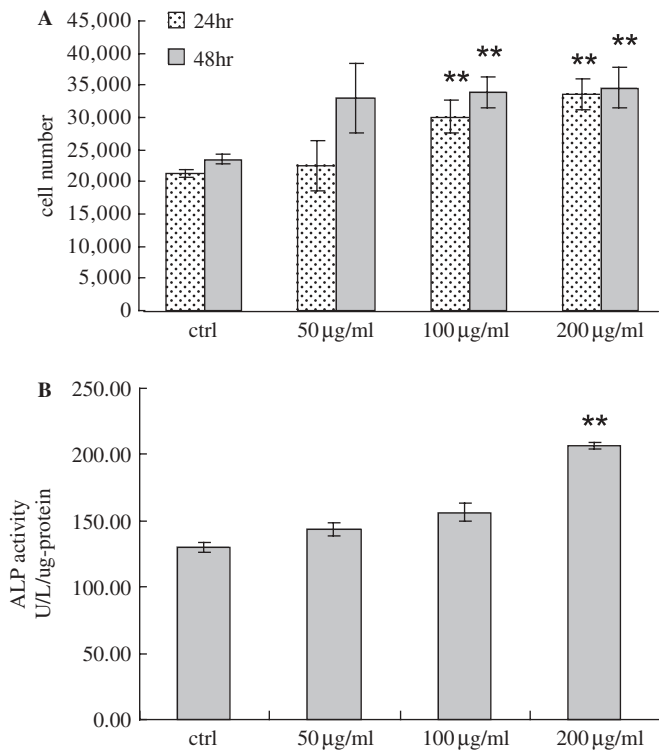 A
24hr
48hr
45,000
40,000
35,000
30,000
25,000
20,000
15,000
10,000
5,000
0
cell number
** ** ** **
ctrl 50 µg/ml 100 µg/ml 200 µg/ml
B
250.00
200.00
150.00
100.00
50.00
0.00
ALP activity
U/L/ug-protein
**
ctrl 50 µg/ml 100 µg/ml 200 µg/ml